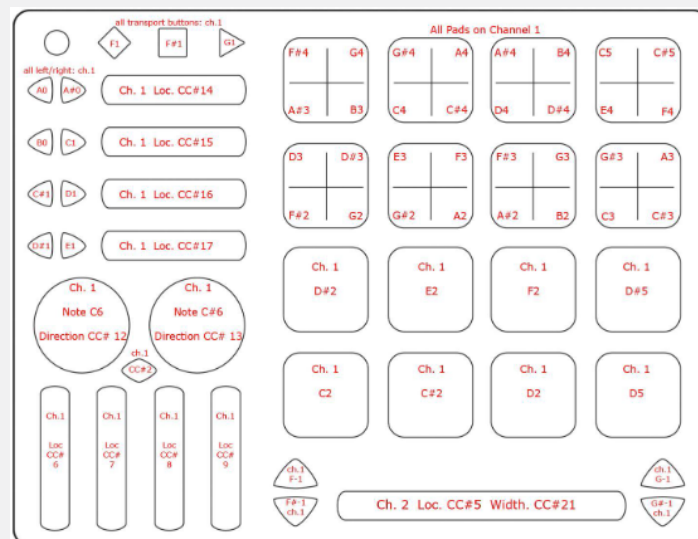 all transport buttons: ch.1
F1 F#1 G1
All Pads on Channel 1
all left/right: ch.1
A0 A#0
Ch. 1 Loc. CC#14
B0 C1
Ch. 1 Loc. CC#15
C#1 D1
Ch. 1 Loc. CC#16
D#1 E1
Ch. 1 Loc. CC#17
F#4 G4 G#4 A4 A#4 B4 C5 C#5
A#3 B3 C4 C#4 D4 D#4 E4 F4
D3 D#3 E3 F3 F#3 G3 G#3 A3
F#2 G2 G#2 A2 A#2 B2 C3 C#3
Ch. 1
Note C6
Direction CC# 12
Ch. 1
Note C#6
Direction CC# 13
ch.1
CC#2
Ch. 1
D#2
Ch. 1
E2
Ch. 1
F2
Ch. 1
D#5
Ch. 1
C2
Ch. 1
C#2
Ch. 1
D2
Ch. 1
D5
Ch.1
Loc
CC#
6
Ch.1
Loc
CC#
7
Ch.1
Loc
CC#
8
Ch.1
Loc
CC#
9
ch.1
F-1
F#-1
ch.1
Ch. 2 Loc. CC#5 Width. CC#21
ch.1
G-1
G#-1
ch.1